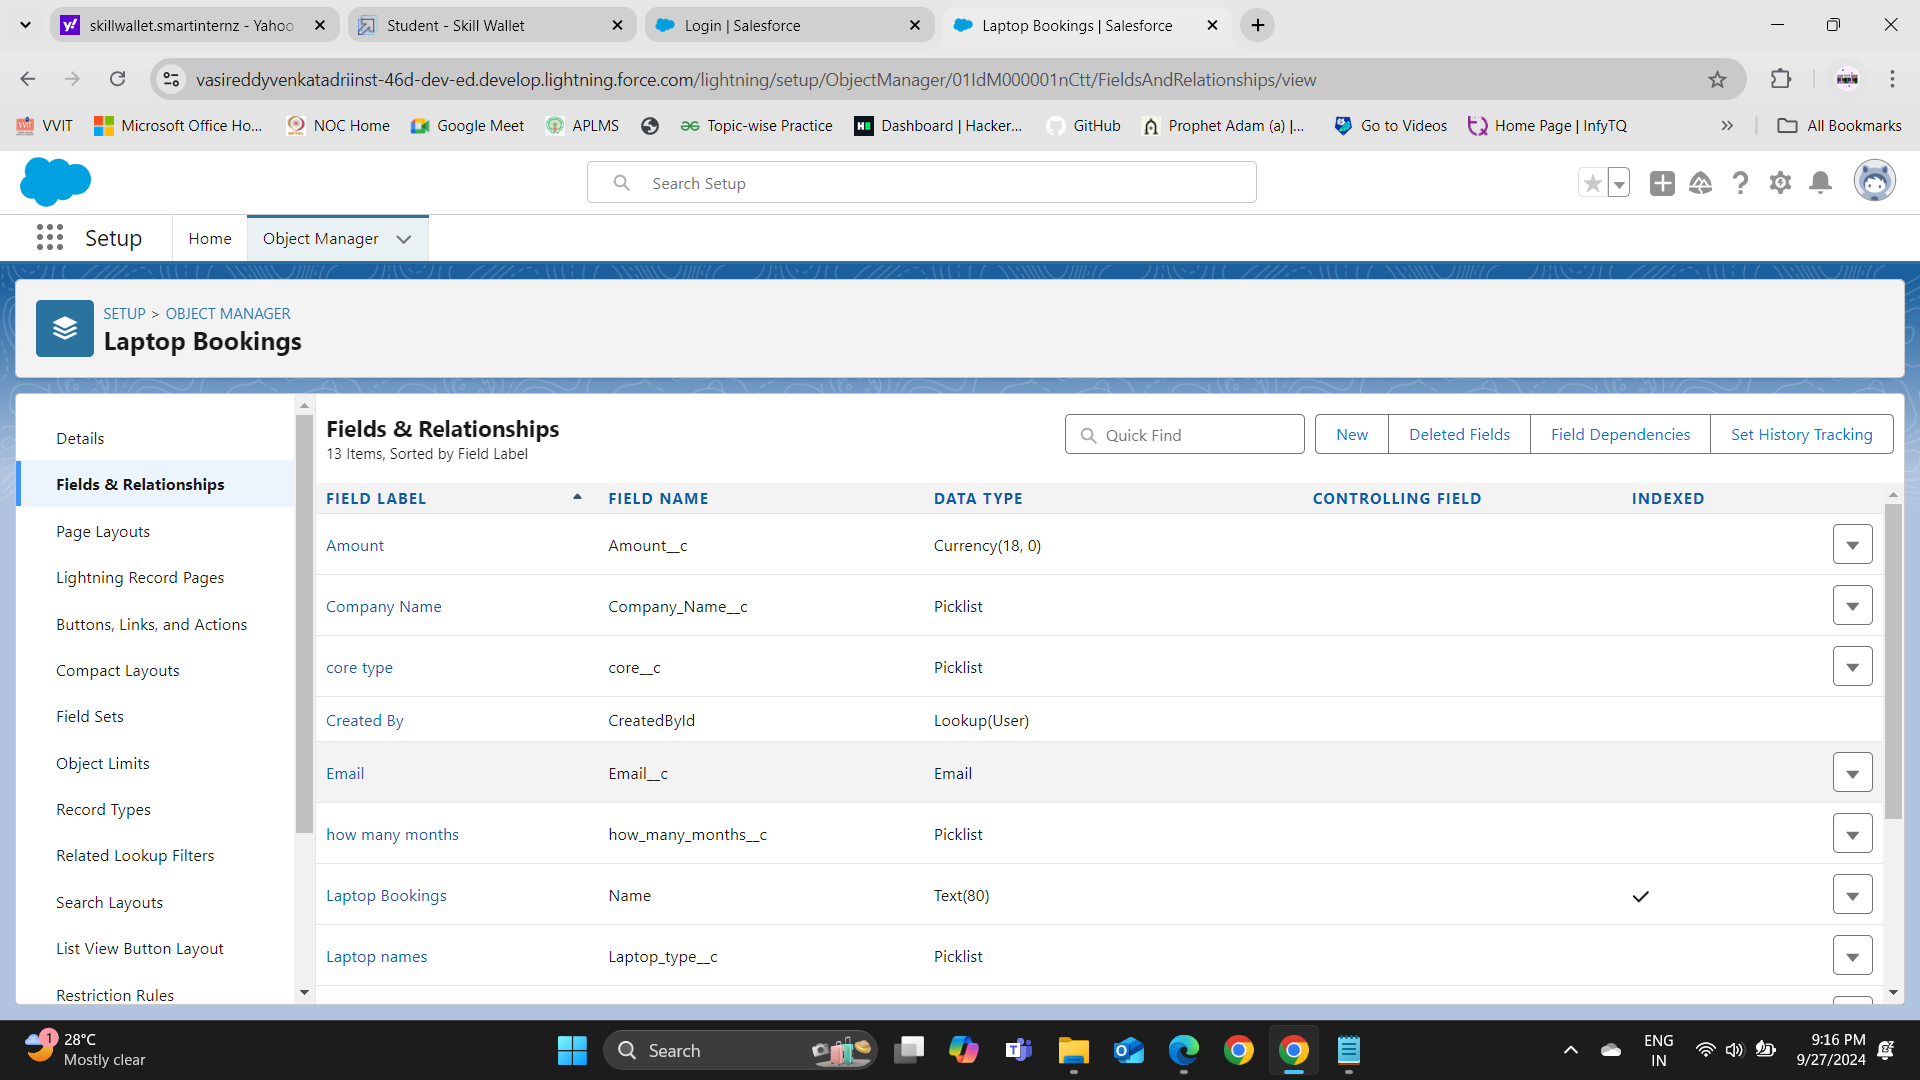 skillwallet.smartinternz - Yahoo
Student - Skill Wallet
Login | Salesforce
Laptop Bookings | Salesforce
vasireddyvenkatadriinst-46d-dev-ed.develop.lightning.force.com/lightning/setup/ObjectManager/01IdM000001nCtt/FieldsAndRelationships/view
VVIT
Microsoft Office Ho...
NOC Home
Google Meet
APLMS
Topic-wise Practice
Dashboard | Hacker...
GitHub
Prophet Adam (a) |...
Go to Videos
Home Page | InfyTQ
All Bookmarks
Search Setup
Setup
Home
Object Manager
SETUP > OBJECT MANAGER
Laptop Bookings
Details
Fields & Relationships
Page Layouts
Lightning Record Pages
Buttons, Links, and Actions
Compact Layouts
Field Sets
Object Limits
Record Types
Related Lookup Filters
Search Layouts
List View Button Layout
Restriction Rules
Fields & Relationships
13 Items, Sorted by Field Label
Quick Find
New
Deleted Fields
Field Dependencies
Set History Tracking
FIELD LABEL FIELD NAME DATA TYPE CONTROLLING FIELD INDEXED
Amount Amount__c Currency(18, 0)
Company Name Company_Name__c Picklist
core type core__c Picklist
Created By CreatedById Lookup(User)
Email Email__c Email
how many months how_many_months__c Picklist
Laptop Bookings Name Text(80)
Laptop names Laptop_type__c Picklist
1
28°C
Mostly clear
Search
ENG
IN
9:16 PM
9/27/2024